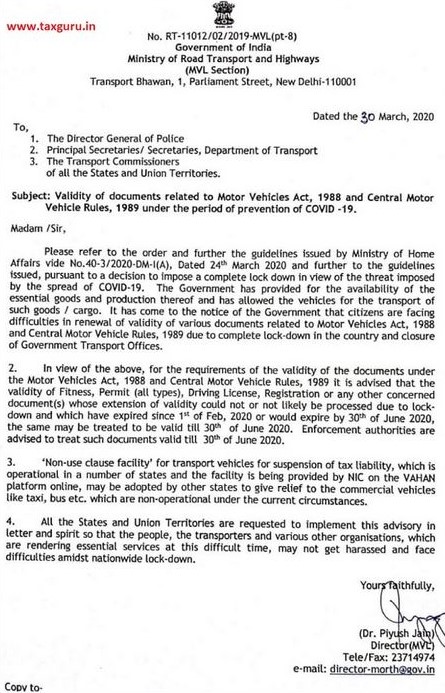 www.taxguru.in
No. RT-11012/02/2019-MVL(pt-8)
Government of India
Ministry of Road Transport and Highways
(MVL Section)
Transport Bhawan, 1, Parliament Street, New Delhi-110001
Dated the 30 March, 2020
To,
1. The Director General of Police
2. Principal Secretaries/ Secretaries, Department of Transport
3. The Transport Commissioners
of all the States and Union Territories.
Subject: Validity of documents related to Motor Vehicles Act, 1988 and Central Motor
Vehicle Rules, 1989 under the period of prevention of COVID -19.
Madam /Sir,
Please refer to the order and further the guidelines issued by Ministry of Home
Affairs vide No.40-3/2020-DM-I(A), Dated 24th March 2020 and further to the guidelines
issued, pursuant to a decision to impose a complete lock down in view of the threat imposed
by the spread of COVID-19. The Government has provided for the availability of the
essential goods and production thereof and has allowed the vehicles for the transport of
such goods / cargo. It has come to the notice of the Government that citizens are facing
difficulties in renewal of validity of various documents related to Motor Vehicles Act, 1988
and Central Motor Vehicle Rules, 1989 due to complete lock-down in the country and closure
of Government Transport Offices.
2. In view of the above, for the requirements of the validity of the documents under
the Motor Vehicles Act, 1988 and Central Motor Vehicle Rules, 1989 it is advised that the
validity of Fitness, Permit (all types), Driving License, Registration or any other concerned
document(s) whose extension of validity could not or not likely be processed due to lock-
down and which have expired since 1st of Feb, 2020 or would expire by 30th of June 2020,
the same may be treated to be valid till 30th of June 2020. Enforcement authorities are
advised to treat such documents valid till 30th of June 2020.
3. 'Non-use clause facility' for transport vehicles for suspension of tax liability, which is
operational in a number of states and the facility is being provided by NIC on the VAHAN
platform online, may be adopted by other states to give relief to the commercial vehicles
like taxi, bus etc. which are non-operational under the current circumstances.
4. All the States and Union Territories are requested to implement this advisory in
letter and spirit so that the people, the transporters and various other organisations, which
are rendering essential services at this difficult time, may not get harassed and face
difficulties amidst nationwide lock-down.
Yours faithfully,
(Dr. Piyush Jain)
Director(MVL)
Tele/Fax: 23714974
e-mail: director-morth@gov.in
Copy to-